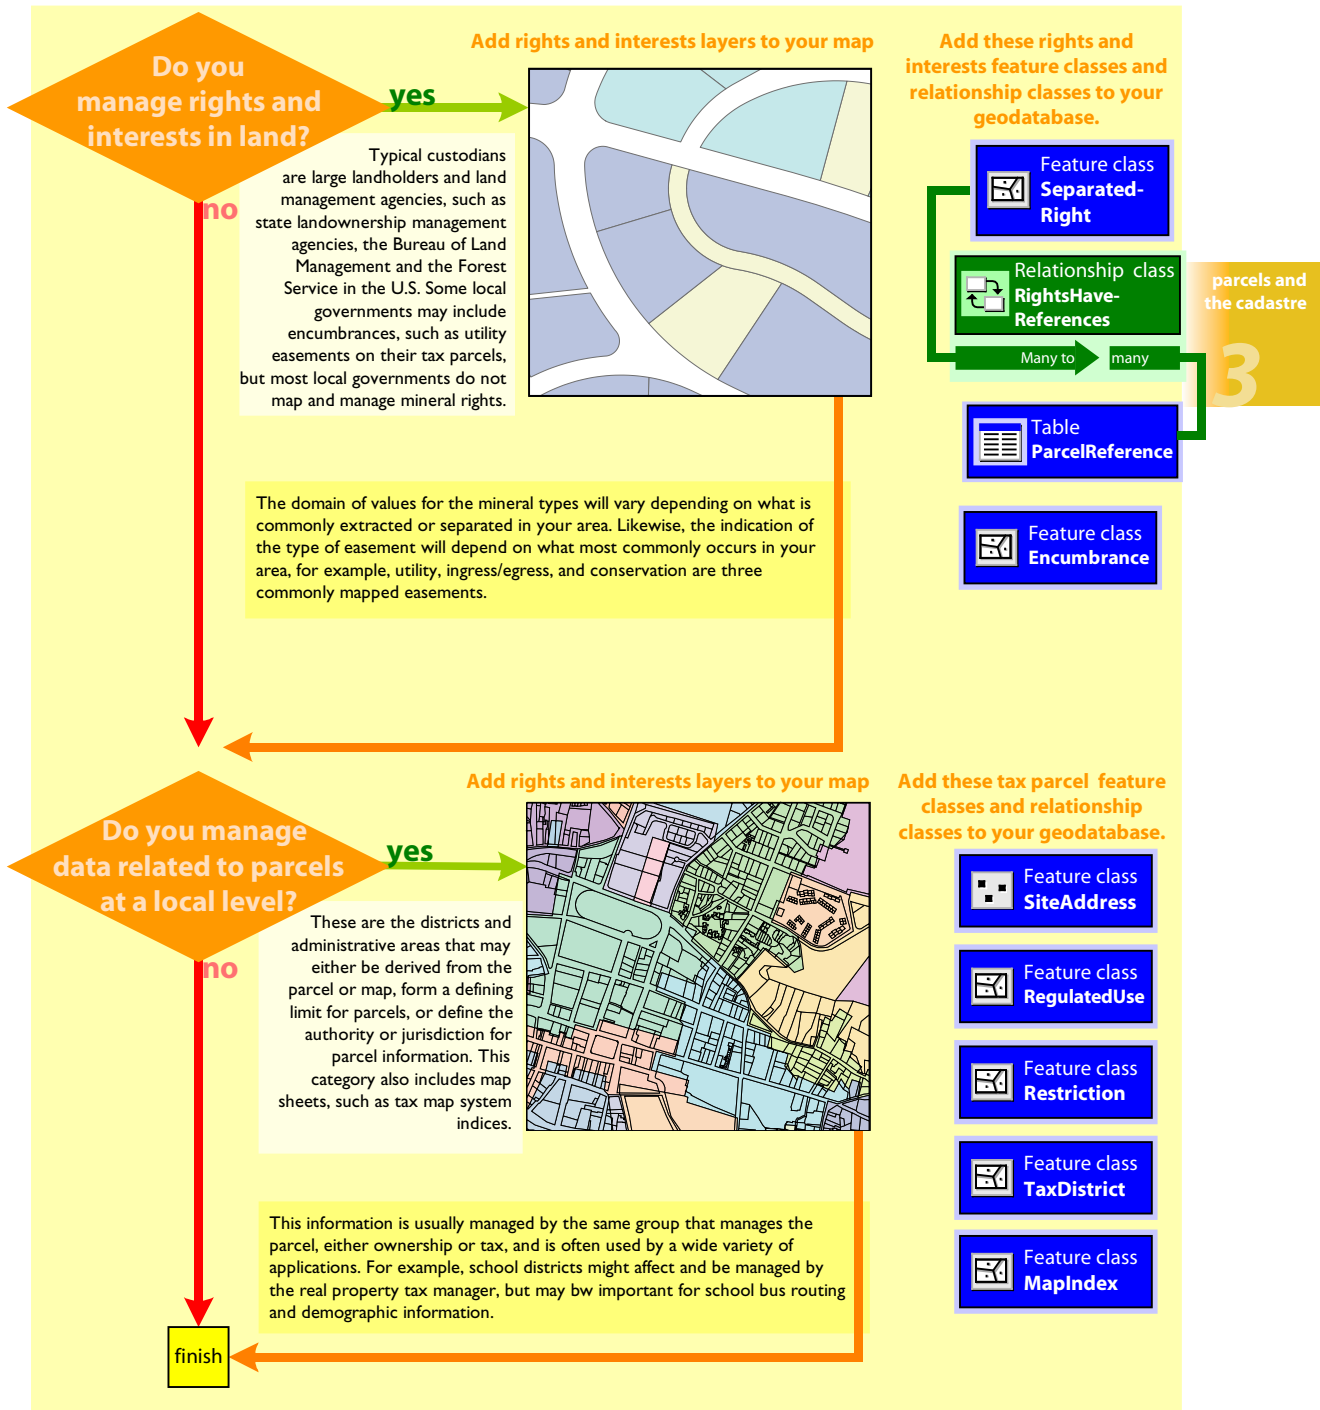 Do you
manage rights and
interests in land?
yes
no
Typical custodians
are large landholders and land
management agencies, such as
state landownership management
agencies, the Bureau of Land
Management and the Forest
Service in the U.S. Some local
governments may include
encumbrances, such as utility
easements on their tax parcels,
but most local governments do not
map and manage mineral rights.
Add rights and interests layers to your map
Add these rights and
interests feature classes and
relationship classes to your
geodatabase.
Feature class
Separated-
Right
Relationship class
RightsHave-
References
Many to many
Table
ParcelReference
Feature class
Encumbrance
parcels and
the cadastre
3
The domain of values for the mineral types will vary depending on what is
commonly extracted or separated in your area. Likewise, the indication of
the type of easement will depend on what most commonly occurs in your
area, for example, utility, ingress/egress, and conservation are three
commonly mapped easements.
Do you manage
data related to parcels
at a local level?
yes
no
These are the districts and
administrative areas that may
either be derived from the
parcel or map, form a defining
limit for parcels, or define the
authority or jurisdiction for
parcel information. This
category also includes map
sheets, such as tax map system
indices.
Add rights and interests layers to your map
Add these tax parcel feature
classes and relationship
classes to your geodatabase.
Feature class
SiteAddress
Feature class
RegulatedUse
Feature class
Restriction
Feature class
TaxDistrict
Feature class
MapIndex
This information is usually managed by the same group that manages the
parcel, either ownership or tax, and is often used by a wide variety of
applications. For example, school districts might affect and be managed by
the real property tax manager, but may bw important for school bus routing
and demographic information.
finish